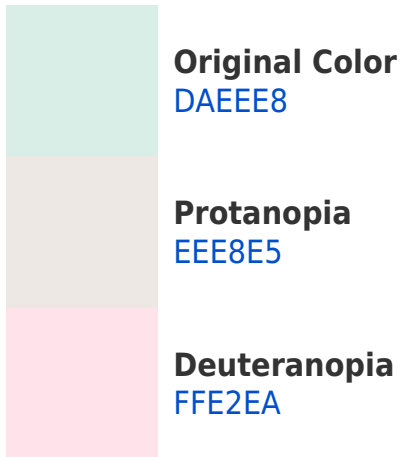 Original Color
DAEEE8
Protanopia
EEE8E5
Deuteranopia
FFE2EA